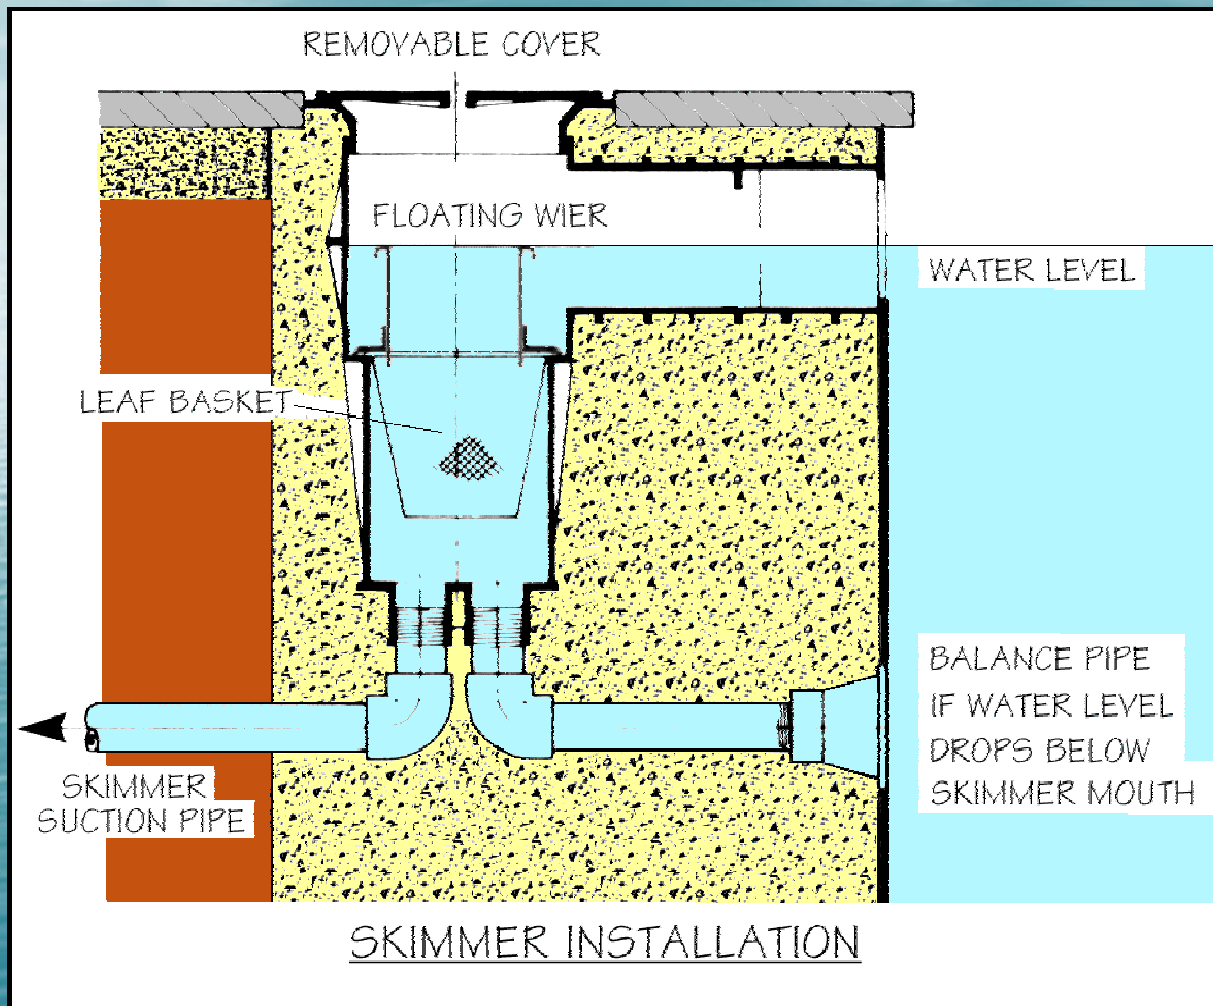 REMOVABLE COVER
FLOATING WIER
WATER LEVEL
LEAF BASKET
BALANCE PIPE
IF WATER LEVEL
DROPS BELOW
SKIMMER MOUTH
SKIMMER
SUCTION PIPE
SKIMMER INSTALLATION